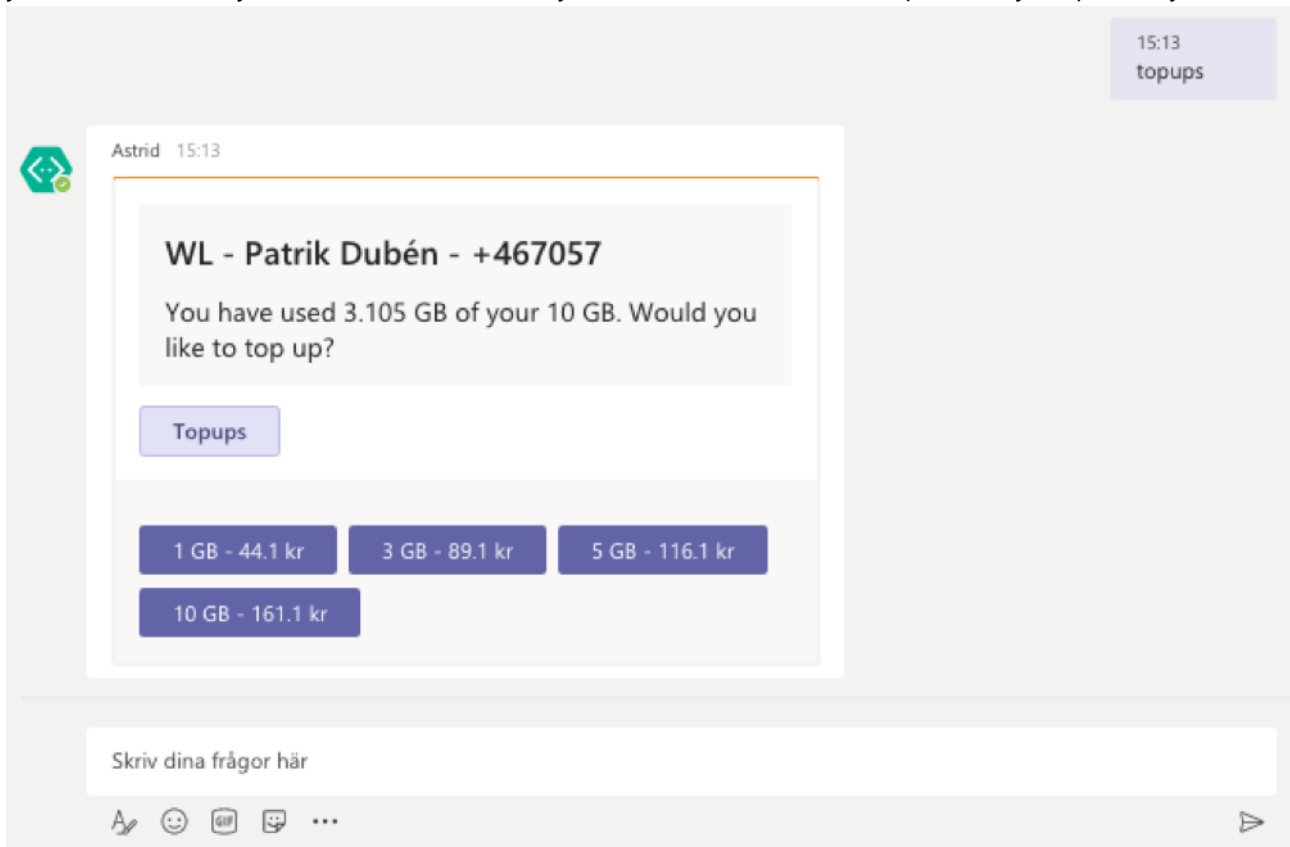 15:13
topups
Astrid 15:13
WL - Patrik Dubén - +467057
You have used 3.105 GB of your 10 GB. Would you
like to top up?
Topups
1 GB - 44.1 kr
3 GB - 89.1 kr
5 GB - 116.1 kr
10 GB - 161.1 kr
Skriv dina frågor här
GIF